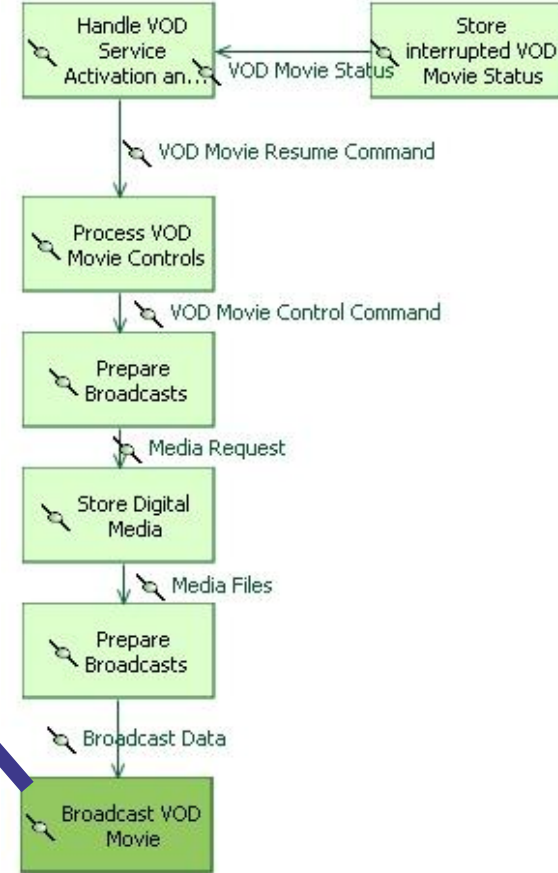 Handle VOD
Service
Activation an...
VOD Movie Status
Store
interrupted VOD
Movie Status
VOD Movie Resume Command
Process VOD
Movie Controls
VOD Movie Control Command
Prepare
Broadcasts
Media Request
Store Digital
Media
Media Files
Prepare
Broadcasts
Broadcast Data
Broadcast VOD
Movie